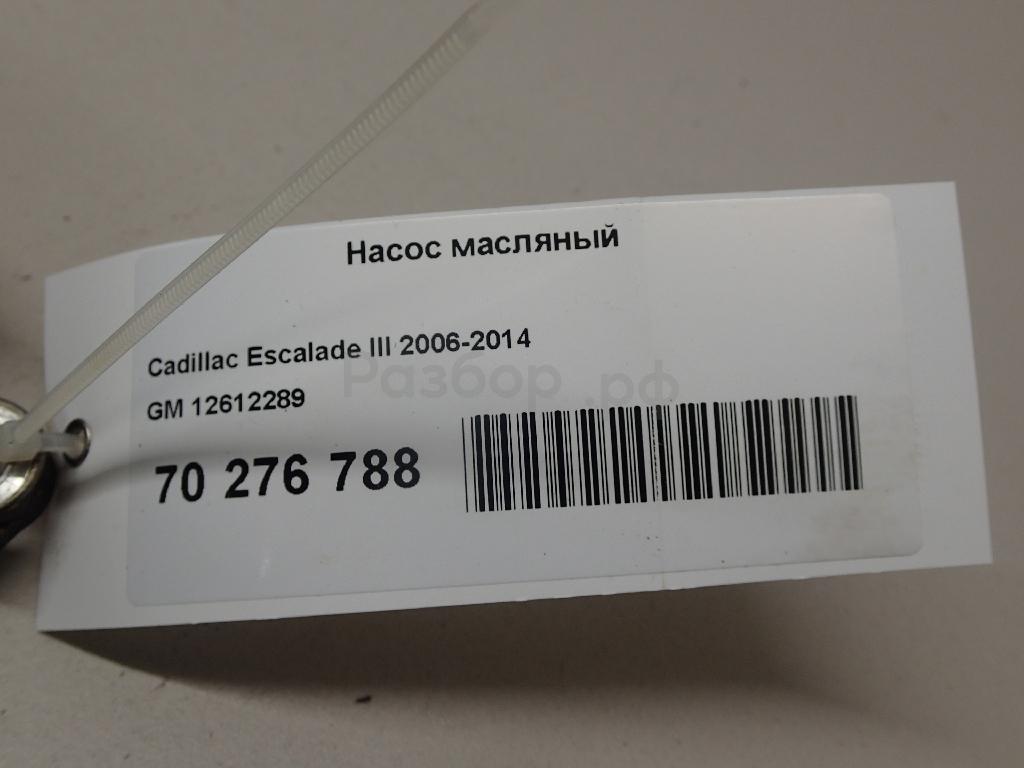 Насос масляный
Cadillac Escalade III 2006-2014
Разбор.рф
GM 12612289
70 276 788